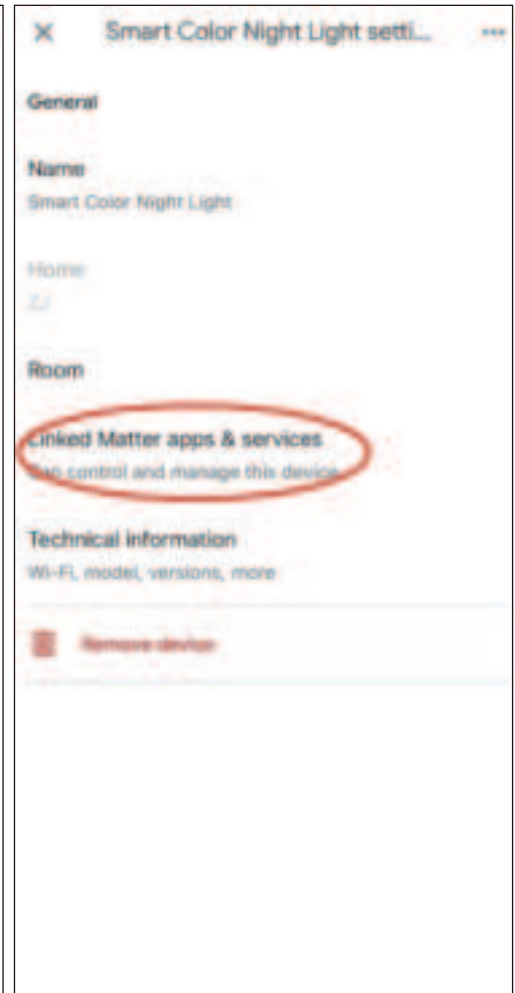 Smart Color Night Light setti...
General
Name
Smart Color Night Light
Home
Room
Linked Matter apps & services
Can control and manage this device
Technical information
Wi-Fi, model, versions, more
Remove device